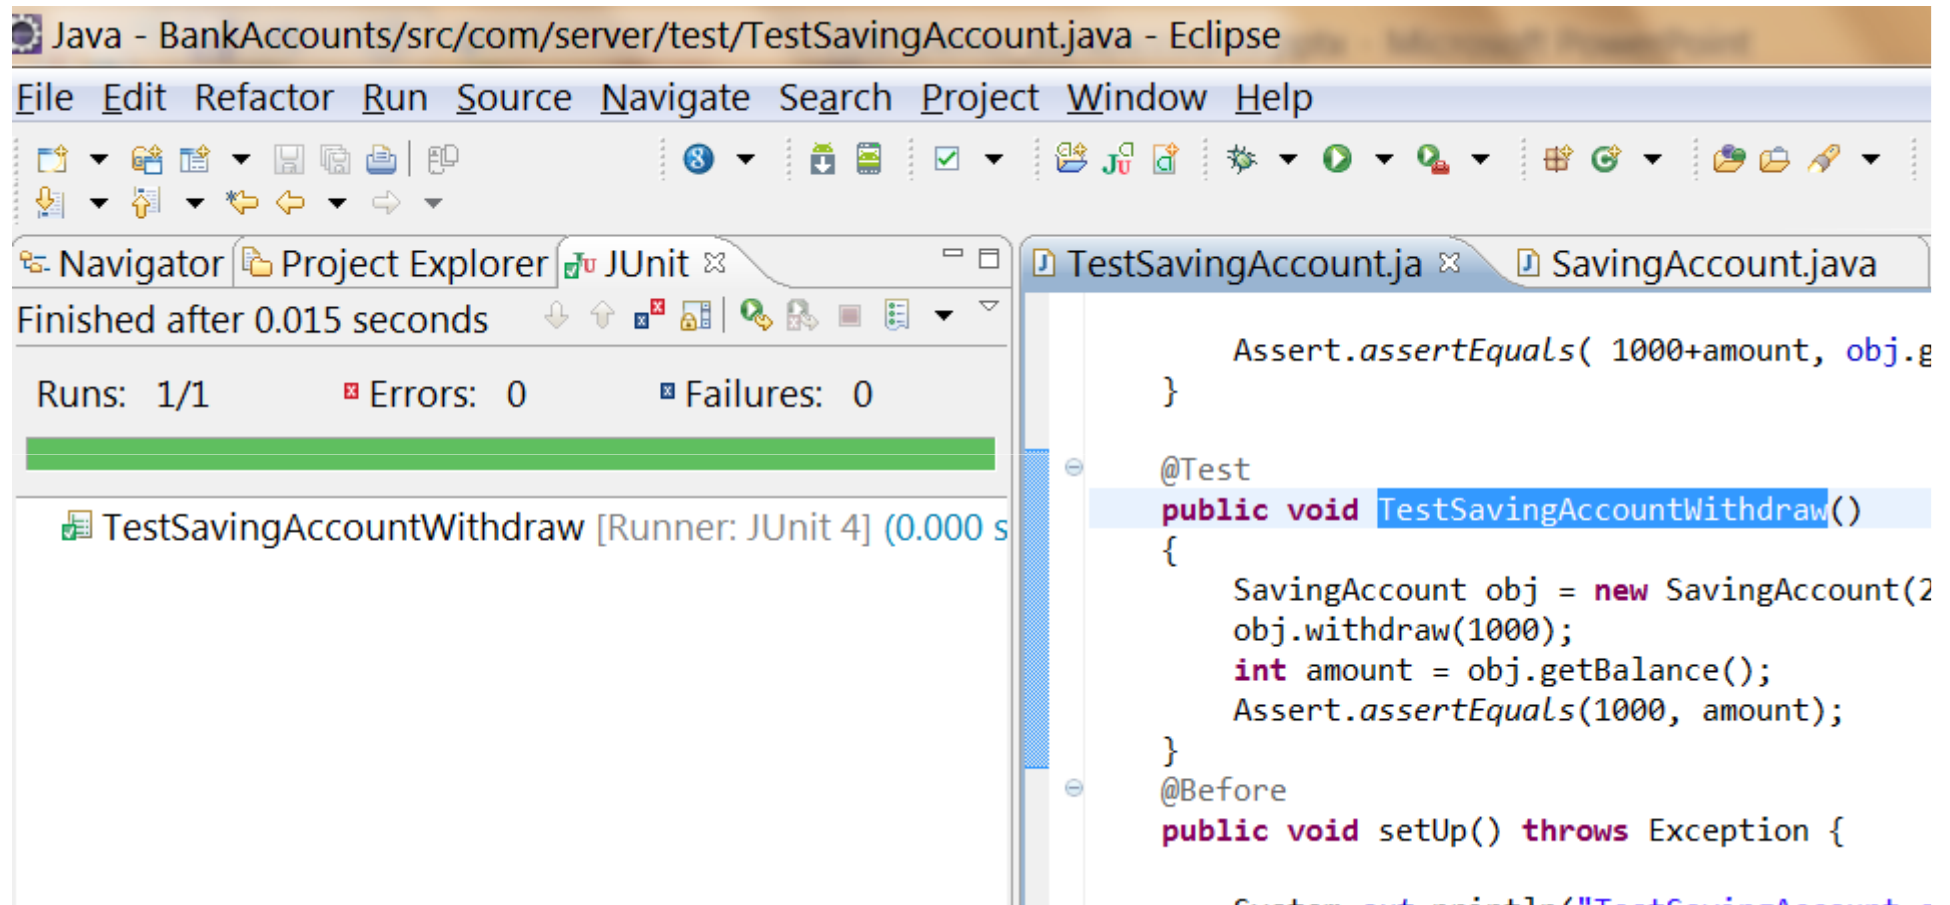 Java - BankAccounts/src/com/server/test/TestSavingAccount.java - Eclipse
File Edit Refactor Run Source Navigate Search Project Window Help
Navigator Project Explorer JUnit
Finished after 0.015 seconds
Runs: 1/1 Errors: 0 Failures: 0
TestSavingAccountWithdraw [Runner: JUnit 4] (0.000 s
TestSavingAccount.ja SavingAccount.java
Assert.assertEquals( 1000+amount, obj.g
}
@Test
public void TestSavingAccountWithdraw()
{
SavingAccount obj = new SavingAccount(2
obj.withdraw(1000);
int amount = obj.getBalance();
Assert.assertEquals(1000, amount);
}
@Before
public void setUp() throws Exception {